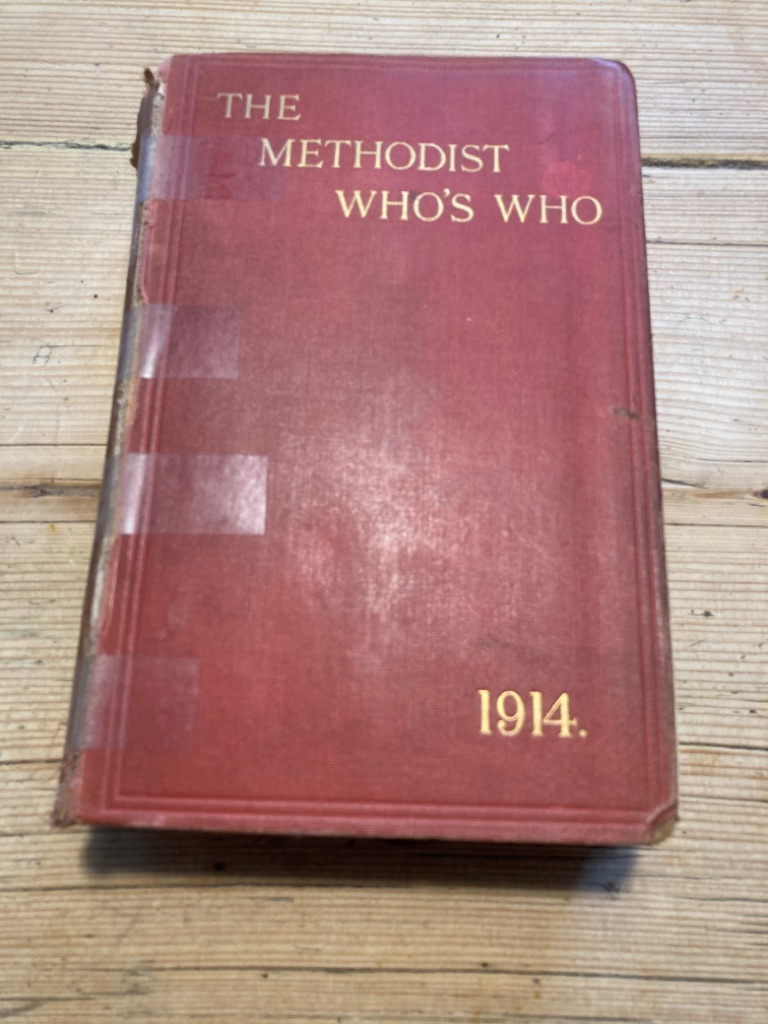 THE
METHODIST
WHO'S WHO
1914.